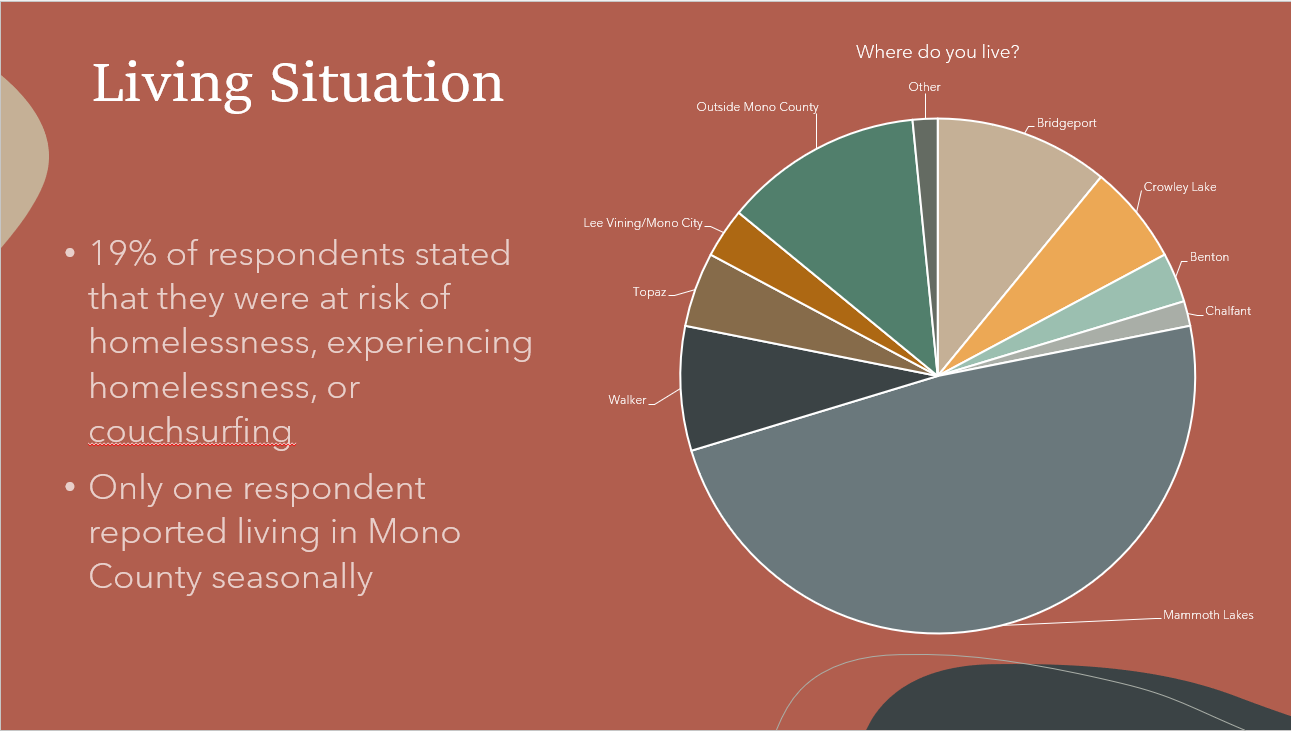 Living Situation
• 19% of respondents stated
that they were at risk of
homelessness, experiencing
homelessness, or
couchsurfing
• Only one respondent
reported living in Mono
County seasonally
Where do you live?
Other
Outside Mono County
Bridgeport
Crowley Lake
Lee Vining/Mono City
Benton
Topaz
Chalfant
Walker
Mammoth Lakes